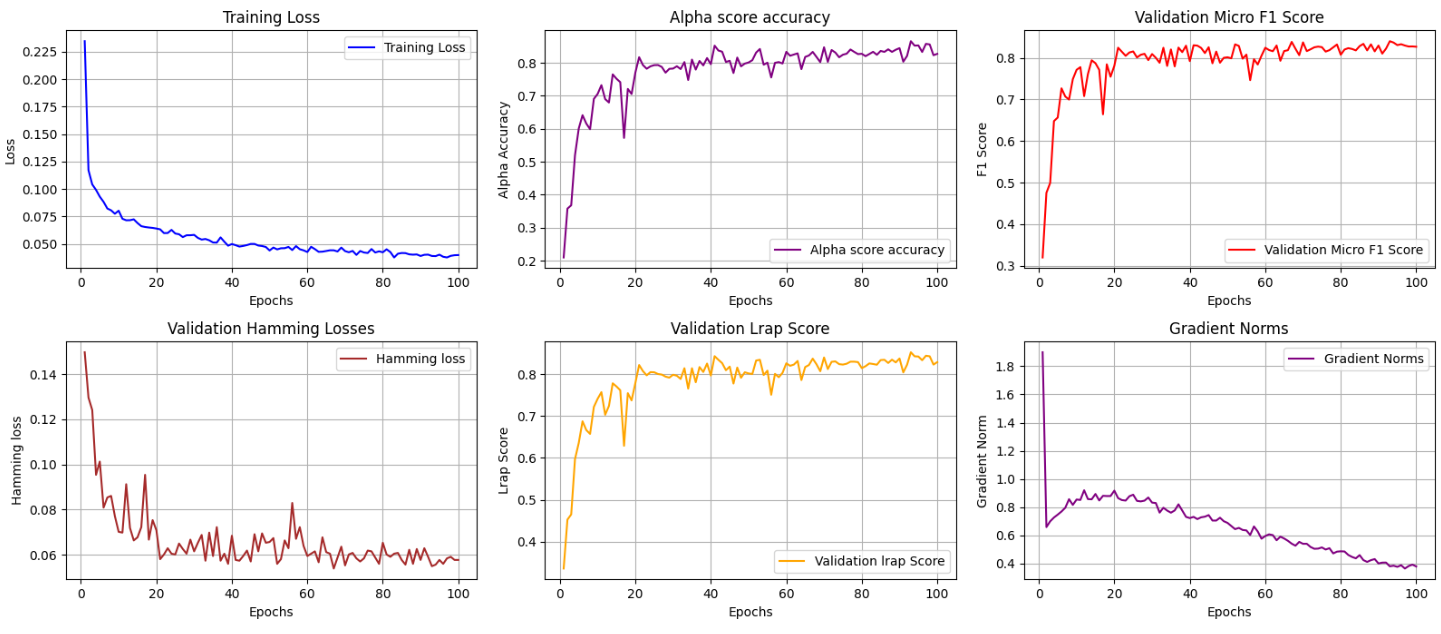 Training Loss
Loss
0.225
0.200
0.175
0.150
0.125
0.100
0.075
0.050
Training Loss
0 20 40 60 80 100
Epochs
Alpha score accuracy
Alpha Accuracy
0.8
0.7
0.6
0.5
0.4
0.3
0.2
Alpha score accuracy
0 20 40 60 80 100
Epochs
Validation Micro F1 Score
F1 Score
0.8
0.7
0.6
0.5
0.4
0.3
Validation Micro F1 Score
0 20 40 60 80 100
Epochs
Validation Hamming Losses
Hamming loss
0.14
0.12
0.10
0.08
0.06
Hamming loss
0 20 40 60 80 100
Epochs
Validation Lrap Score
Lrap Score
0.8
0.7
0.6
0.5
0.4
Validation lrap Score
0 20 40 60 80 100
Epochs
Gradient Norms
Gradient Norm
1.8
1.6
1.4
1.2
1.0
0.8
0.6
0.4
Gradient Norms
0 20 40 60 80 100
Epochs